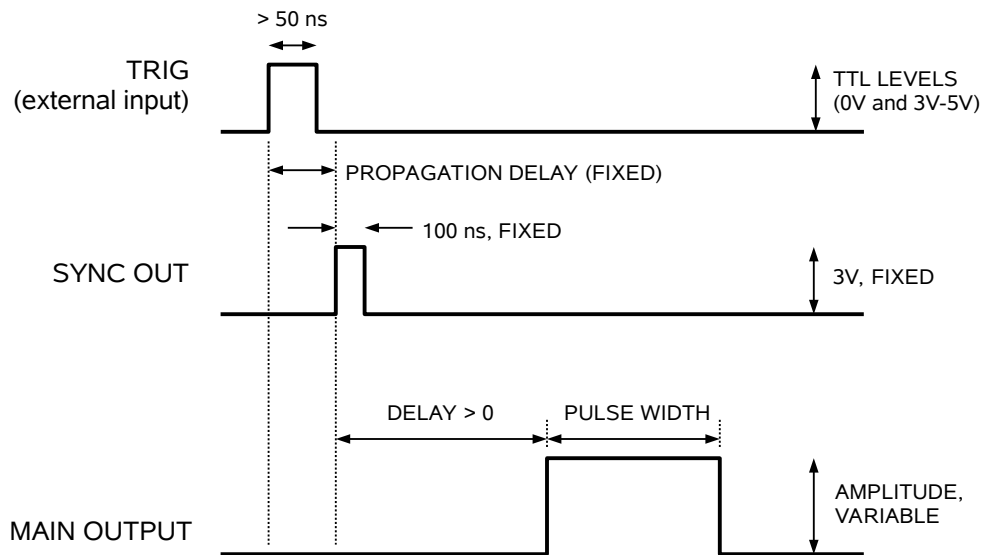 > 50 ns
TRIG
(external input)
TTL LEVELS
(0V and 3V-5V)
PROPAGATION DELAY (FIXED)
100 ns, FIXED
SYNC OUT
3V, FIXED
DELAY > 0
PULSE WIDTH
AMPLITUDE,
VARIABLE
MAIN OUTPUT